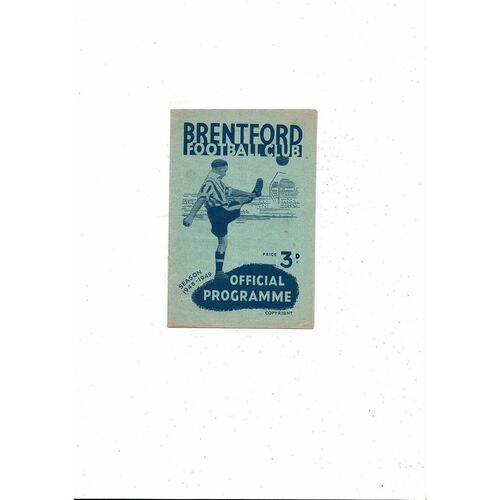 BRENTFORD
FOOTBALL CLUB
PRICE 3D.
SEASON
1948-1949
OFFICIAL
PROGRAMME
COPYRIGHT